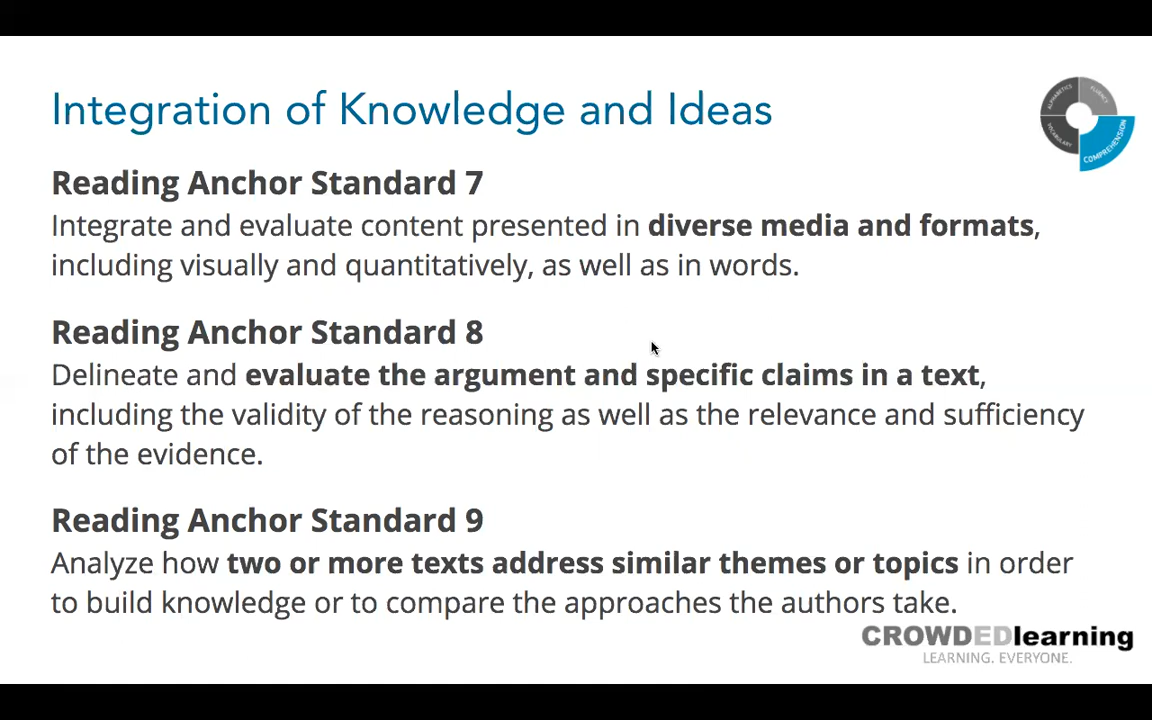 Integration of Knowledge and Ideas
ALPHABETICS
FLUENCY
VOCABULARY
COMPREHENSION
Reading Anchor Standard 7
Integrate and evaluate content presented in diverse media and formats,
including visually and quantitatively, as well as in words.
Reading Anchor Standard 8
Delineate and evaluate the argument and specific claims in a text,
including the validity of the reasoning as well as the relevance and sufficiency
of the evidence.
Reading Anchor Standard 9
Analyze how two or more texts address similar themes or topics in order
to build knowledge or to compare the approaches the authors take.
CROWDEDlearning
LEARNING. EVERYONE.